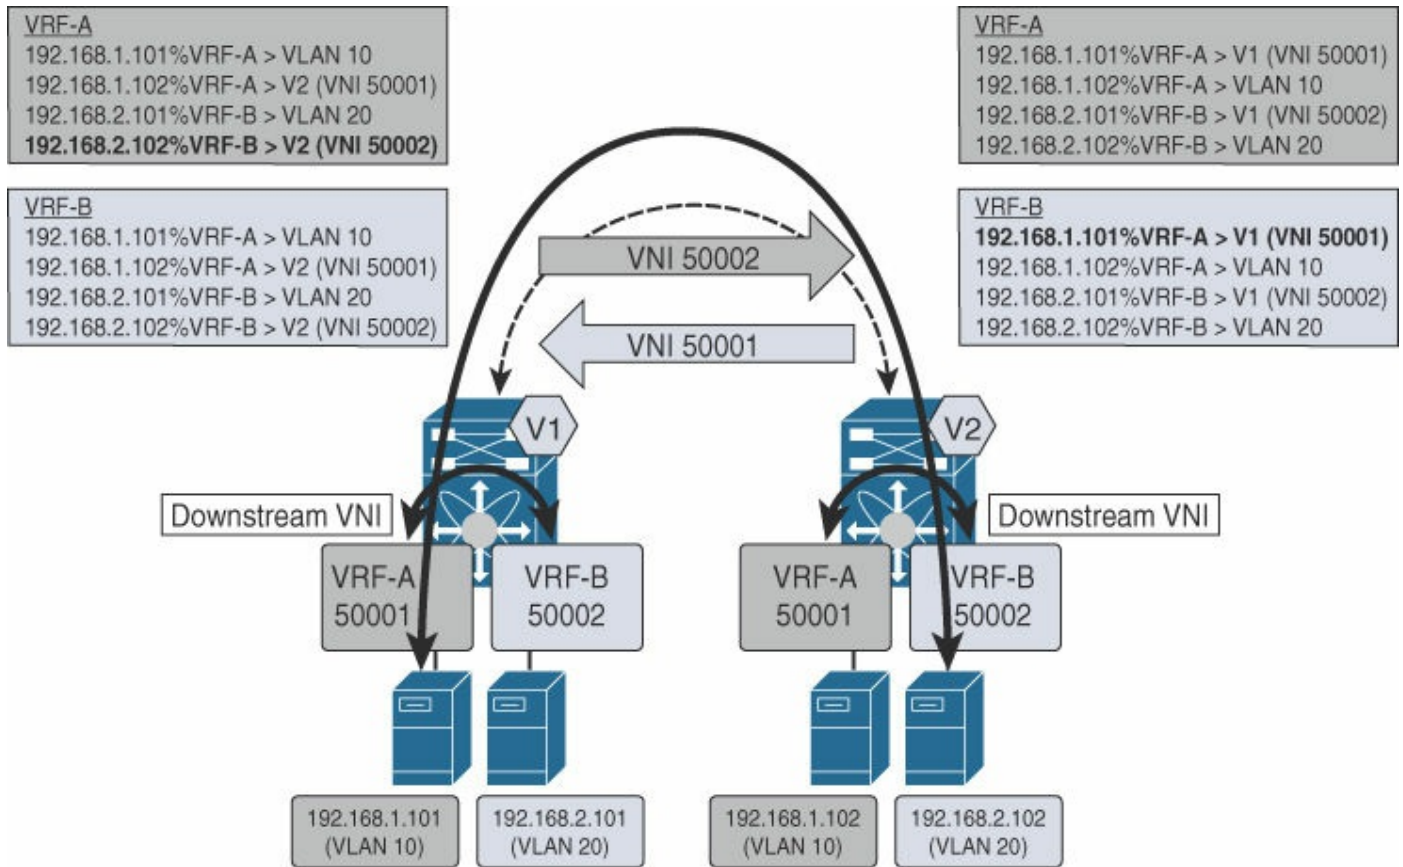 VRF-A
192.168.1.101%VRF-A > VLAN 10
192.168.1.102%VRF-A > V2 (VNI 50001)
192.168.2.101%VRF-B > VLAN 20
192.168.2.102%VRF-B > V2 (VNI 50002)
VRF-A
192.168.1.101%VRF-A > V1 (VNI 50001)
192.168.1.102%VRF-A > VLAN 10
192.168.2.101%VRF-B > V1 (VNI 50002)
192.168.2.102%VRF-B > VLAN 20
VRF-B
192.168.1.101%VRF-A > VLAN 10
192.168.1.102%VRF-A > V2 (VNI 50001)
192.168.2.101%VRF-B > VLAN 20
192.168.2.102%VRF-B > V2 (VNI 50002)
VRF-B
192.168.1.101%VRF-A > V1 (VNI 50001)
192.168.1.102%VRF-A > VLAN 10
192.168.2.101%VRF-B > V1 (VNI 50002)
192.168.2.102%VRF-B > VLAN 20
VNI 50002
VNI 50001
V1
V2
Downstream VNI
Downstream VNI
VRF-A
50001
VRF-B
50002
VRF-A
50001
VRF-B
50002
192.168.1.101
(VLAN 10)
192.168.2.101
(VLAN 20)
192.168.1.102
(VLAN 10)
192.168.2.102
(VLAN 20)